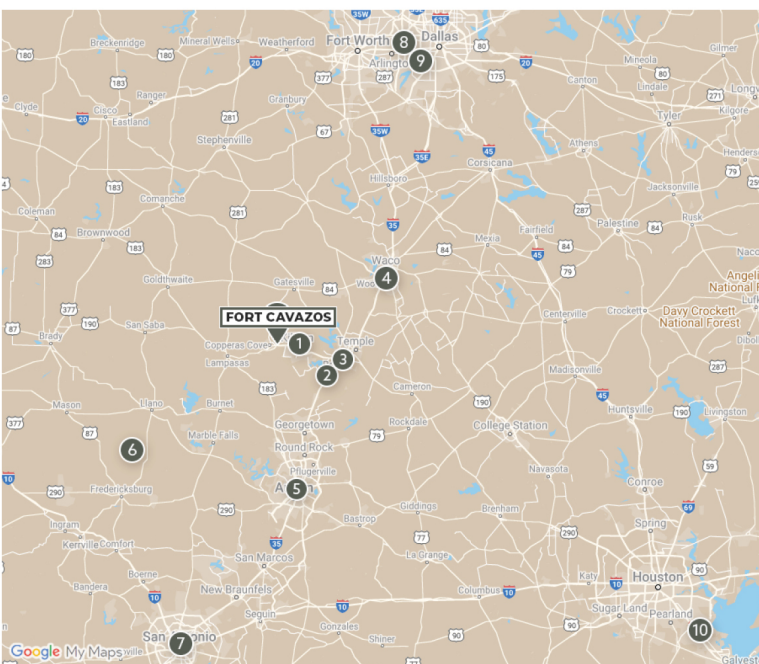 35W
635
Breckenridge
Mineral Wells
Weatherford
Fort Worth
8
Dallas
80
Gilmer
180
180
Arlington
9
Mineola
20
20
80
183
377
287
175
Canton
Lindale
Longv
Clyde
Ranger
Granbury
271
Cisco
Eastland
Kilgore
20
281
67
35W
Tyler
Stephenville
45
Athens
Henders
35E
Corsicana
79
183
Hillsboro
Jacksonville
Comanche
287
Coleman
281
35
Palestine
Rusk
84
Brownwood
183
84
Fairfield
84
283
Waco
84
Mexia
45
Naco
79
Goldthwaite
Gatesville
84
Woo
4
Angeli
National F
377
Lufk
FORT CAVAZOS
Centerville
Crockett
Davy Crockett
National Forest
87
190
San Saba
Brady
Copperas Cove
1
Temple
Dibol
Lampasas
3
2
Madisonville
287
183
Cameron
45
Mason
Llano
Burnet
190
Huntsville
190
Livingston
377
87
Georgetown
Rockdale
College Station
Marble Falls
79
6
Round Rock
59
Pflugerville
Navasota
10
290
Fredericksburg
5
Conroe
290
Giddings
Brenham
69
Ingram
Bastrop
Spring
Kerrville
Comfort
35
77
290
La Grange
San Marcos
90
Boerne
Katy
10
Houston
Bandera
10
New Braunfels
Columbus
10
10
Sugar Land
Pearland
Seguin
90
10
7
Gonzales
Shiner
90
Google My Maps
ville
77
Galvest